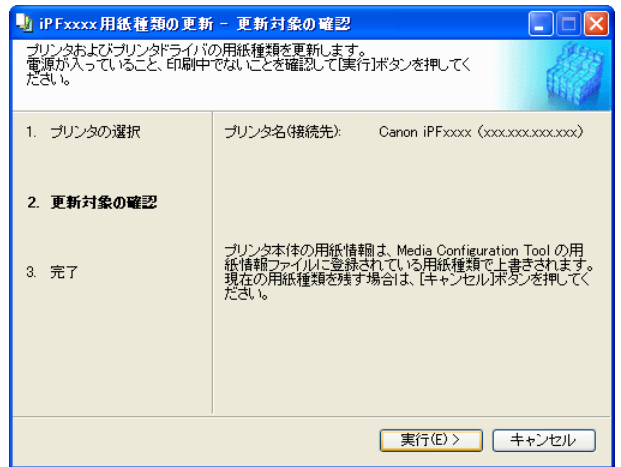 iPFxxxx用紙種類の更新 - 更新対象の確認
プリンタおよびプリンタドライバの用紙種類を更新します。
電源が入っていること、印刷中でないことを確認して[実行]ボタンを押してく
ださい。
1. プリンタの選択
プリンタ名(接続先): Canon iPFxxxx (xxx.xxx.xxx.xxx)
2. 更新対象の確認
プリンタ本体の用紙情報は、Media Configuration Tool の用
紙情報ファイルに登録されている用紙種類で上書きされます。
現在の用紙種類を残す場合は、[キャンセル]ボタンを押してく
ださい。
3. 完了
実行(E) >
キャンセル